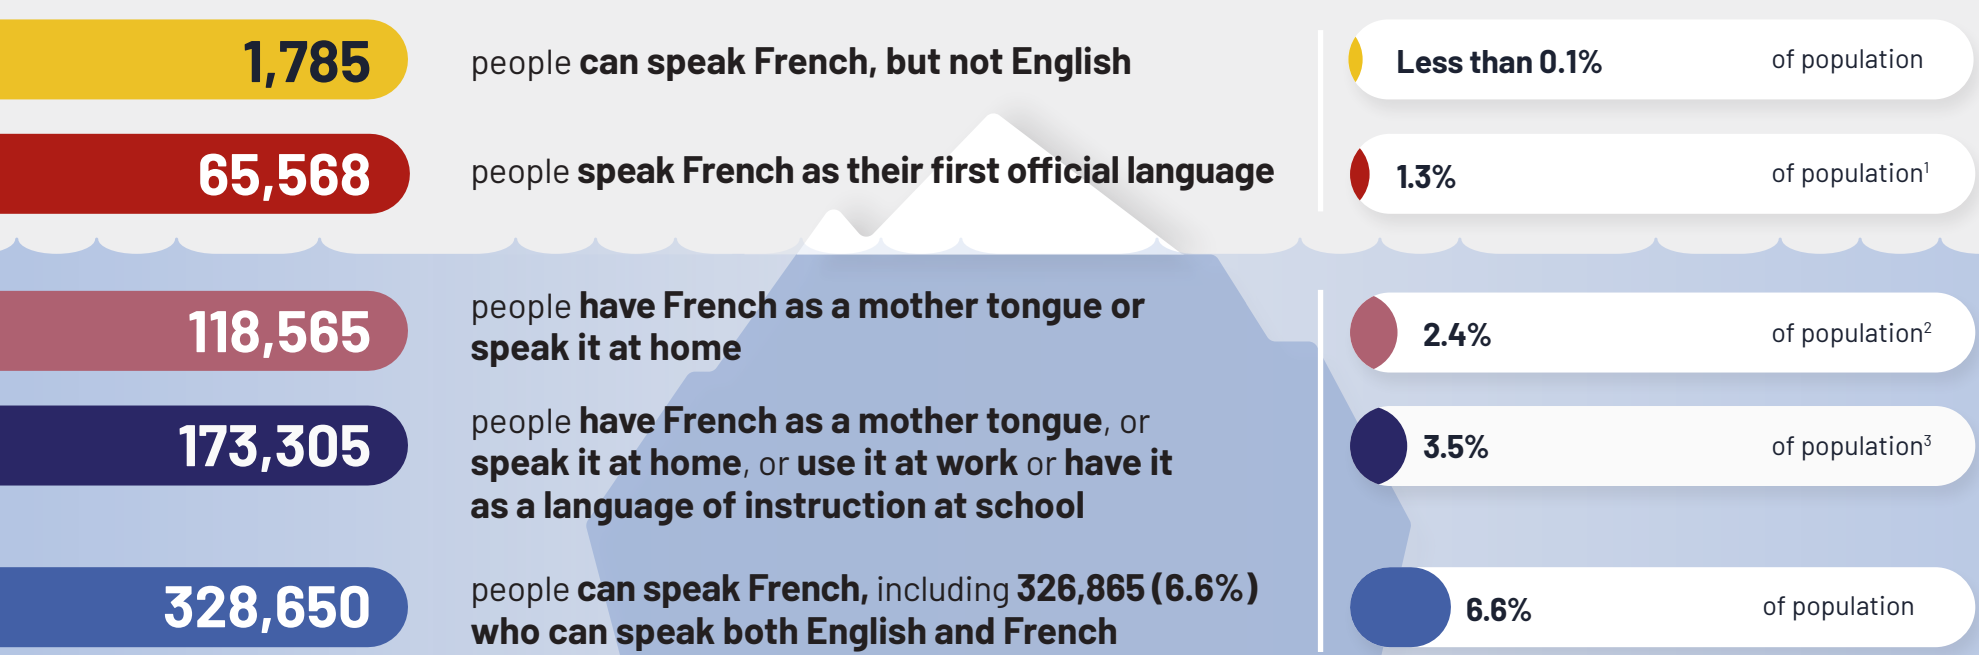 1,785 people can speak French, but not English Less than 0.1% of population
65,568 people speak French as their first official language 1.3% of population¹
118,565 people have French as a mother tongue or
speak it at home 2.4% of population²
173,305 people have French as a mother tongue, or
speak it at home, or use it at work or have it
as a language of instruction at school 3.5% of population³
328,650 people can speak French, including 326,865 (6.6%)
who can speak both English and French 6.6% of population